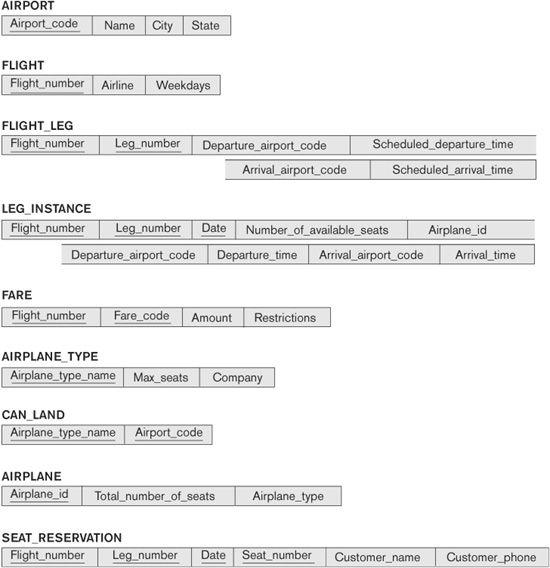 AIRPORT
Airport_code Name City State
FLIGHT
Flight_number Airline Weekdays
FLIGHT_LEG
Flight_number Leg_number Departure_airport_code Scheduled_departure_time
Arrival_airport_code Scheduled_arrival_time
LEG_INSTANCE
Flight_number Leg_number Date Number_of_available_seats Airplane_id
Departure_airport_code Departure_time Arrival_airport_code Arrival_time
FARE
Flight_number Fare_code Amount Restrictions
AIRPLANE_TYPE
Airplane_type_name Max_seats Company
CAN_LAND
Airplane_type_name Airport_code
AIRPLANE
Airplane_id Total_number_of_seats Airplane_type
SEAT_RESERVATION
Flight_number Leg_number Date Seat_number Customer_name Customer_phone